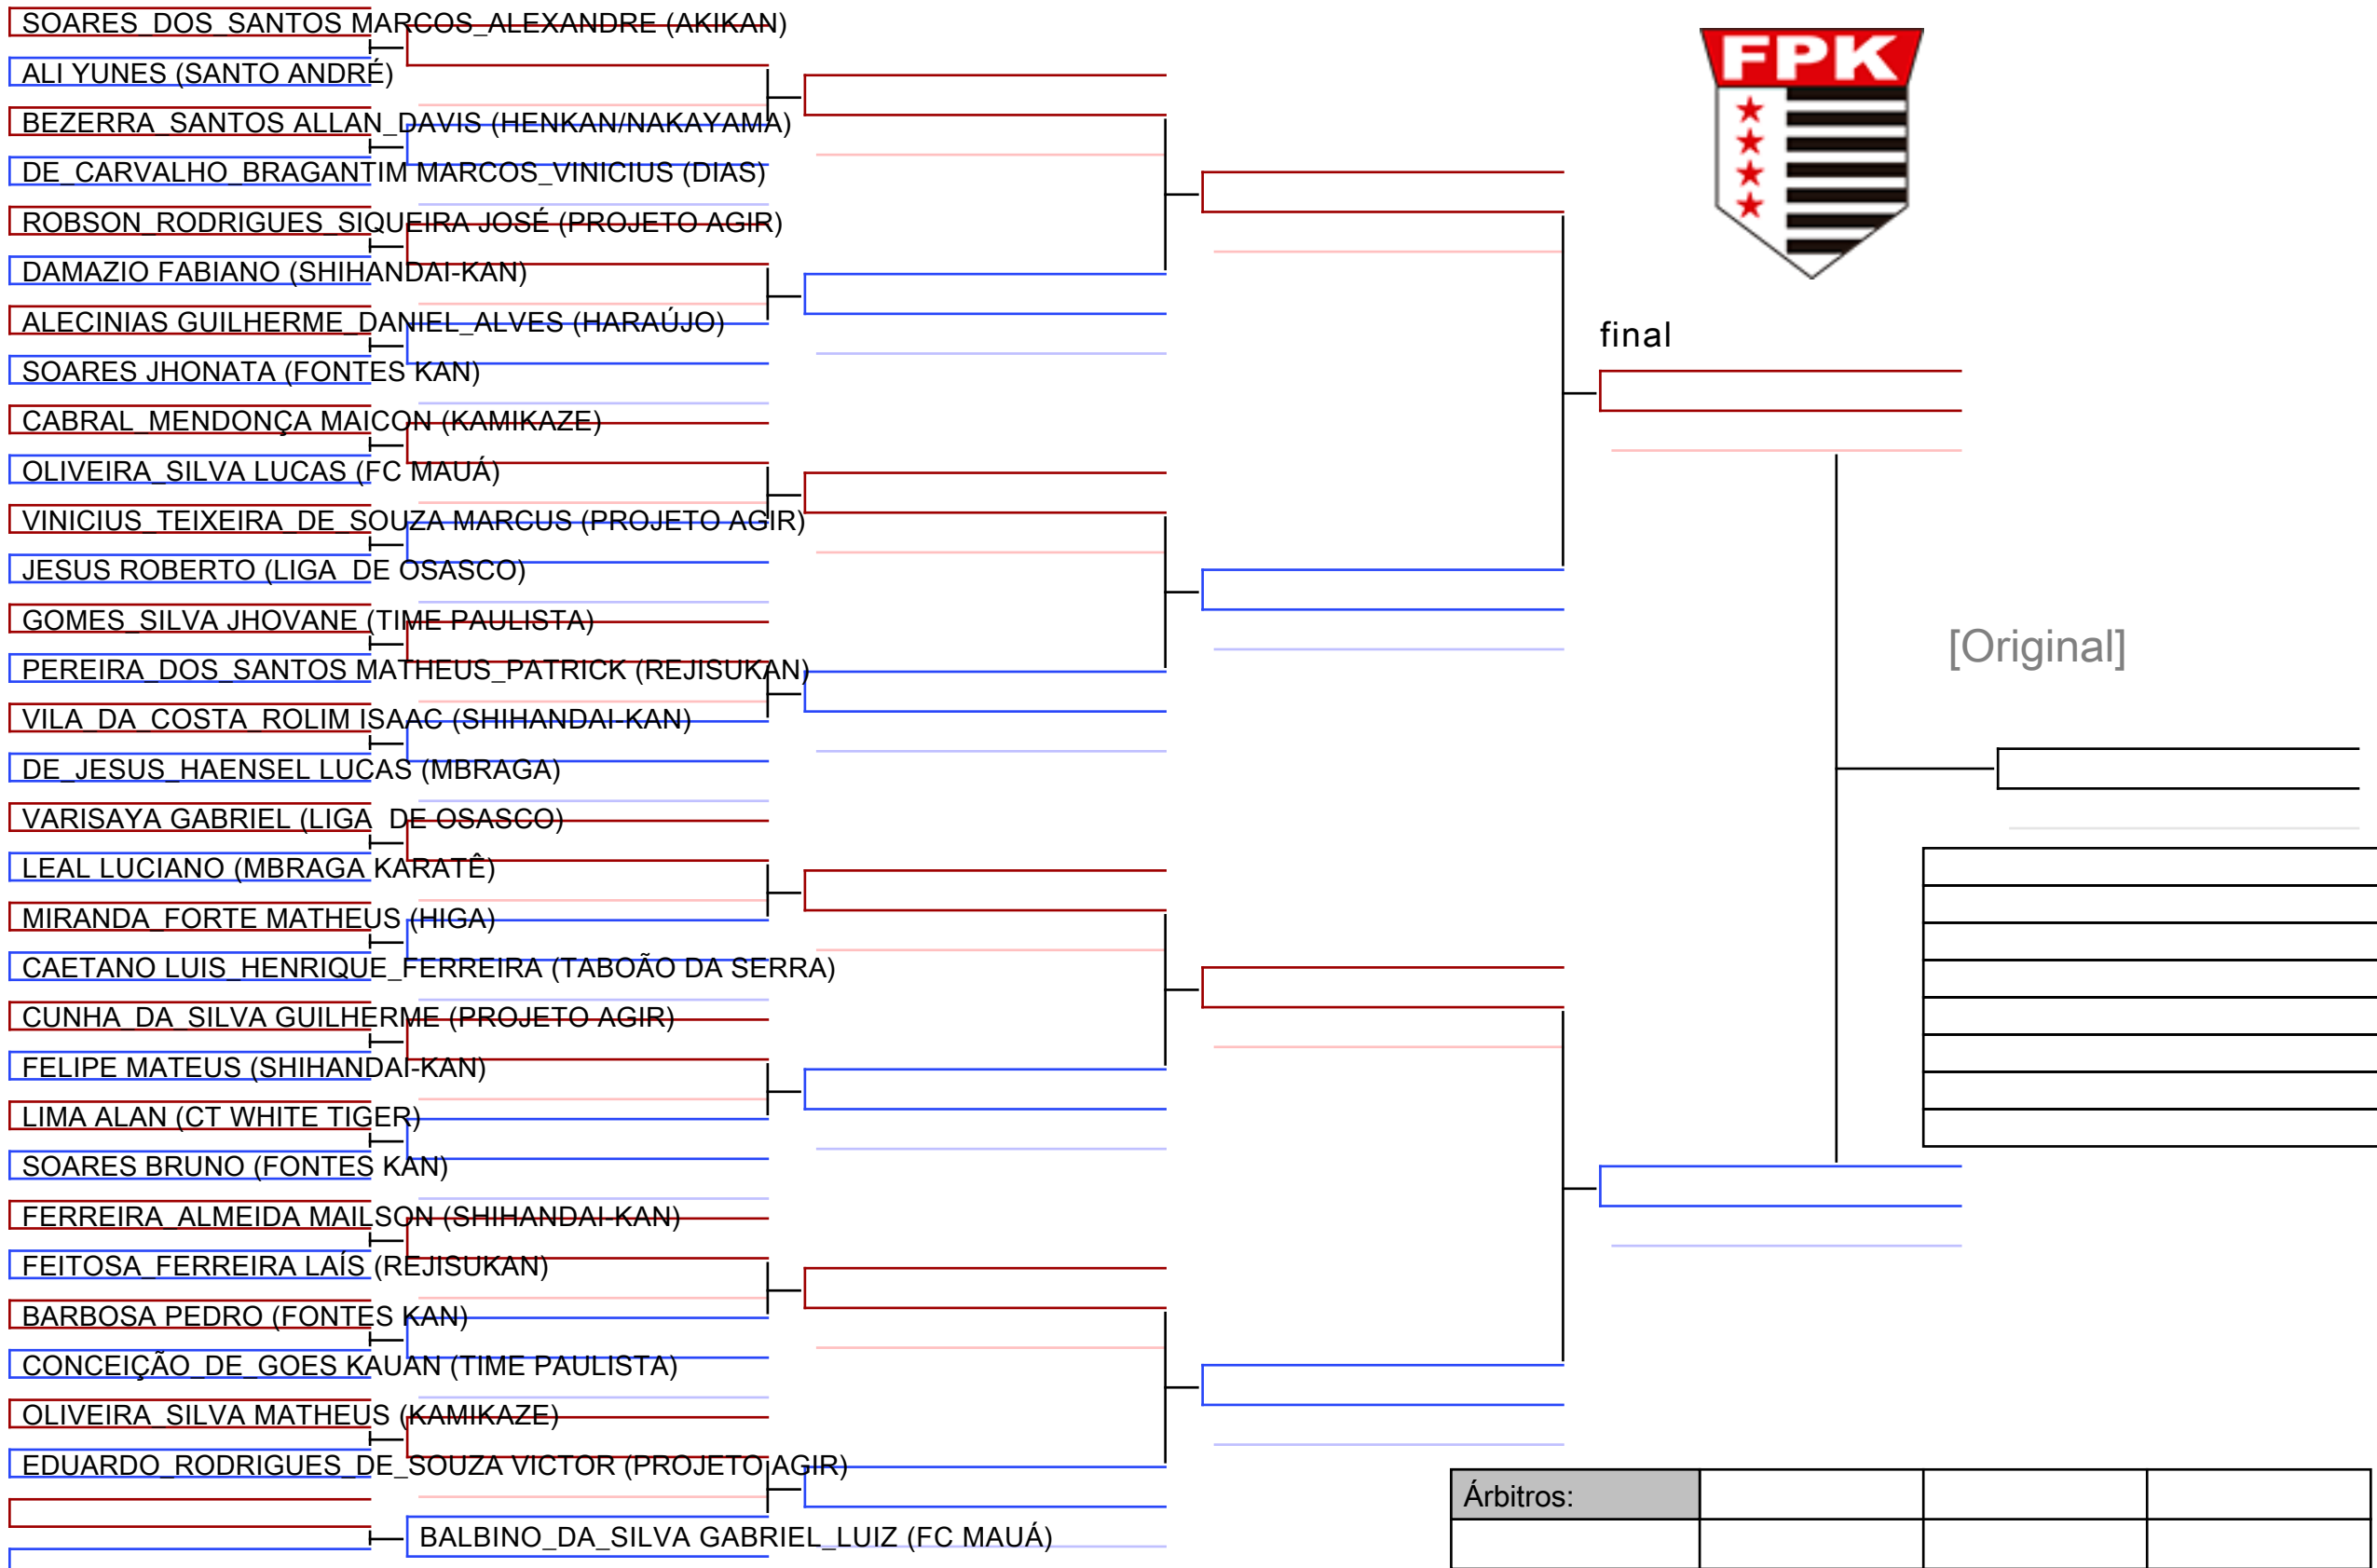 SOARES_DOS_SANTOS MARCOS_ALEXANDRE (AKIKAN)
ALI YUNES (SANTO ANDRÉ)
BEZERRA_SANTOS ALLAN_DAVIS (HENKAN/NAKAYAMA)
DE_CARVALHO_BRAGANTIM MARCOS_VINICIUS (DIAS)
ROBSON_RODRIGUES_SIQUEIRA JOSÉ (PROJETO AGIR)
DAMAZIO FABIANO (SHIHANDAI-KAN)
ALECINIAS GUILHERME_DANIEL_ALVES (HARAÚJO)
SOARES JHONATA (FONTES KAN)
CABRAL_MENDONÇA MAICON (KAMIKAZE)
OLIVEIRA_SILVA LUCAS (FC MAUÁ)
VINICIUS_TEIXEIRA_DE_SOUZA MARCUS (PROJETO AGIR)
JESUS ROBERTO (LIGA  DE OSASCO)
GOMES_SILVA JHOVANE (TIME PAULISTA)
PEREIRA_DOS_SANTOS MATHEUS_PATRICK (REJISUKAN)
VILA_DA_COSTA_ROLIM ISAAC (SHIHANDAI-KAN)
DE_JESUS_HAENSEL LUCAS (MBRAGA)
VARISAYA GABRIEL (LIGA  DE OSASCO)
LEAL LUCIANO (MBRAGA KARATÊ)
MIRANDA_FORTE MATHEUS (HIGA)
CAETANO LUIS_HENRIQUE_FERREIRA (TABOÃO DA SERRA)
CUNHA_DA_SILVA GUILHERME (PROJETO AGIR)
FELIPE MATEUS (SHIHANDAI-KAN)
LIMA ALAN (CT WHITE TIGER)
SOARES BRUNO (FONTES KAN)
FERREIRA_ALMEIDA MAILSON (SHIHANDAI-KAN)
FEITOSA_FERREIRA LAÍS (REJISUKAN)
BARBOSA PEDRO (FONTES KAN)
CONCEIÇÃO_DE_GOES KAUAN (TIME PAULISTA)
OLIVEIRA_SILVA MATHEUS (KAMIKAZE)
EDUARDO_RODRIGUES_DE_SOUZA VICTOR (PROJETO AGIR)
BALBINO_DA_SILVA GABRIEL_LUIZ (FC MAUÁ)
FPK
final
[Original]
Árbitros: